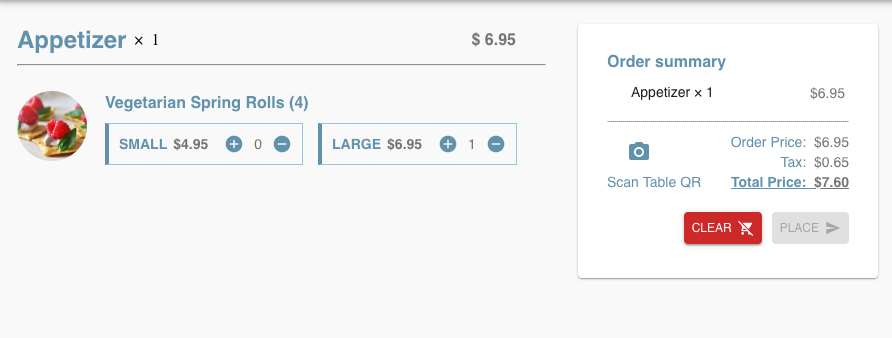 Appetizer × 1 $ 6.95
Vegetarian Spring Rolls (4)
SMALL $4.95 0 LARGE $6.95 1
Order summary
Appetizer × 1 $6.95
Order Price: $6.95
Tax: $0.65
Scan Table QR Total Price: $7.60
CLEAR PLACE